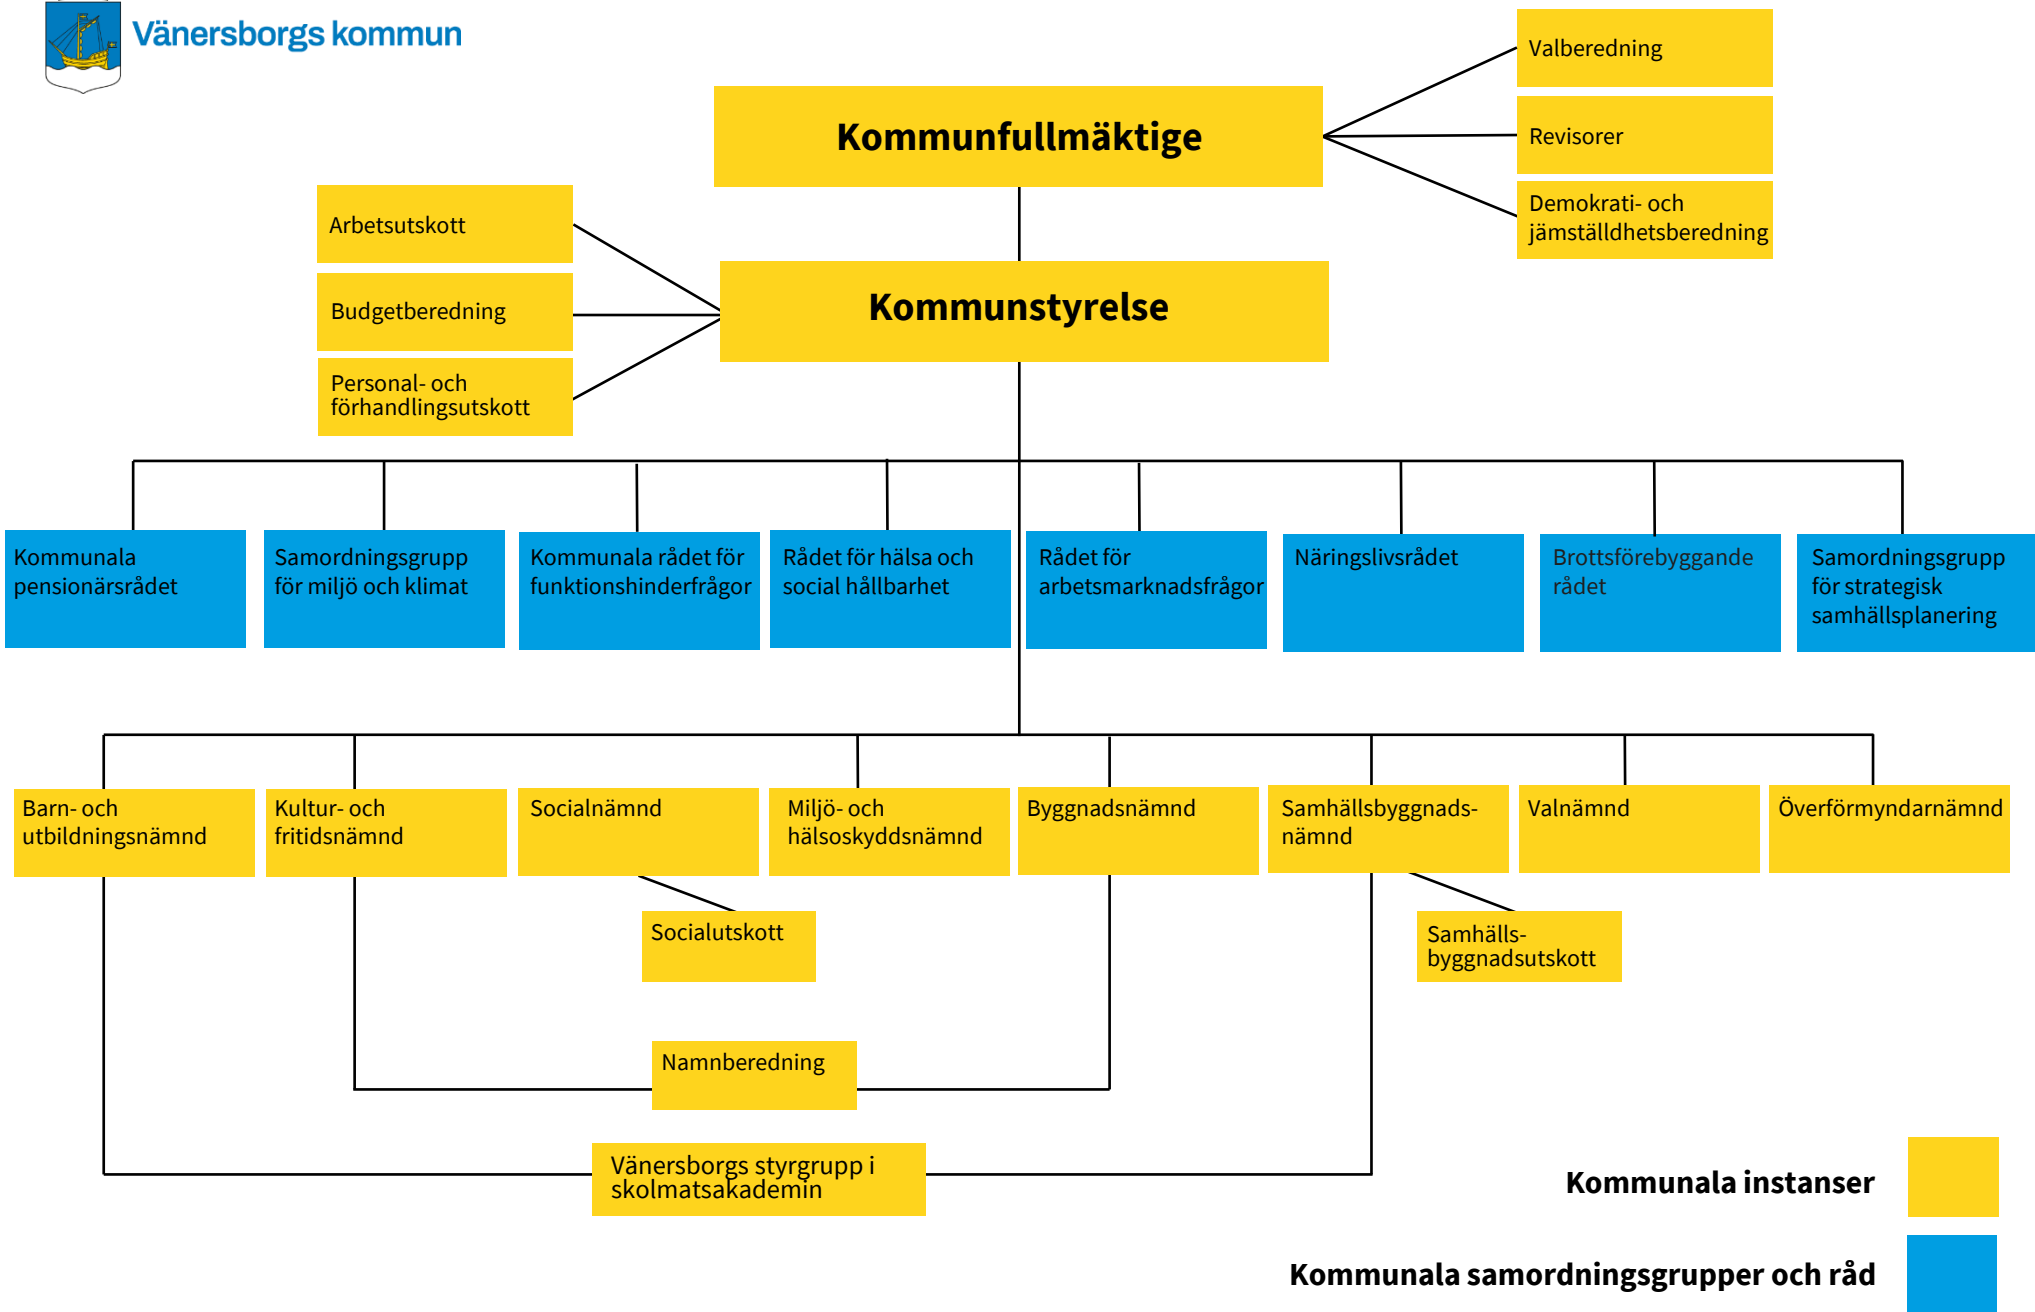 Vänersborgs kommun
Valberedning
Kommunfullmäktige
Revisorer
Demokrati- och
jämställdhetsberedning
Arbetsutskott
Budgetberedning
Kommunstyrelse
Personal- och
förhandlingsutskott
Kommunala
pensionärsrådet
Samordningsgrupp
för miljö och klimat
Kommunala rådet för
funktionshinderfrågor
Rådet för hälsa och
social hållbarhet
Rådet för
arbetsmarknadsfrågor
Näringslivsrådet
Brottsförebyggande
rådet
Samordningsgrupp
för strategisk
samhällsplanering
Barn- och
utbildningsnämnd
Kultur- och
fritidsnämnd
Socialnämnd
Miljö- och
hälsoskyddsnämnd
Byggnadsnämnd
Samhällsbyggnads-
nämnd
Valnämnd
Överförmyndarnämnd
Socialutskott
Samhälls-
byggnadsutskott
Namnberedning
Vänersborgs styrgrupp i
skolmatsakademin
Kommunala instanser
Kommunala samordningsgrupper och råd